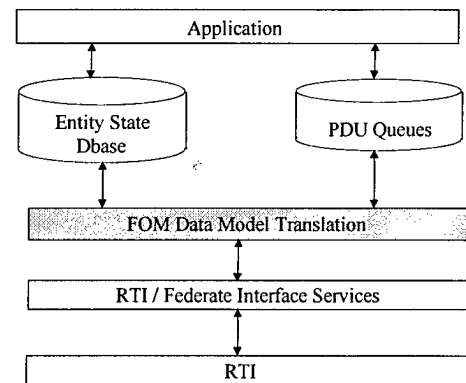 Application
Entity State
Dbase
PDU Queues
FOM Data Model Translation
RTI / Federate Interface Services
RTI